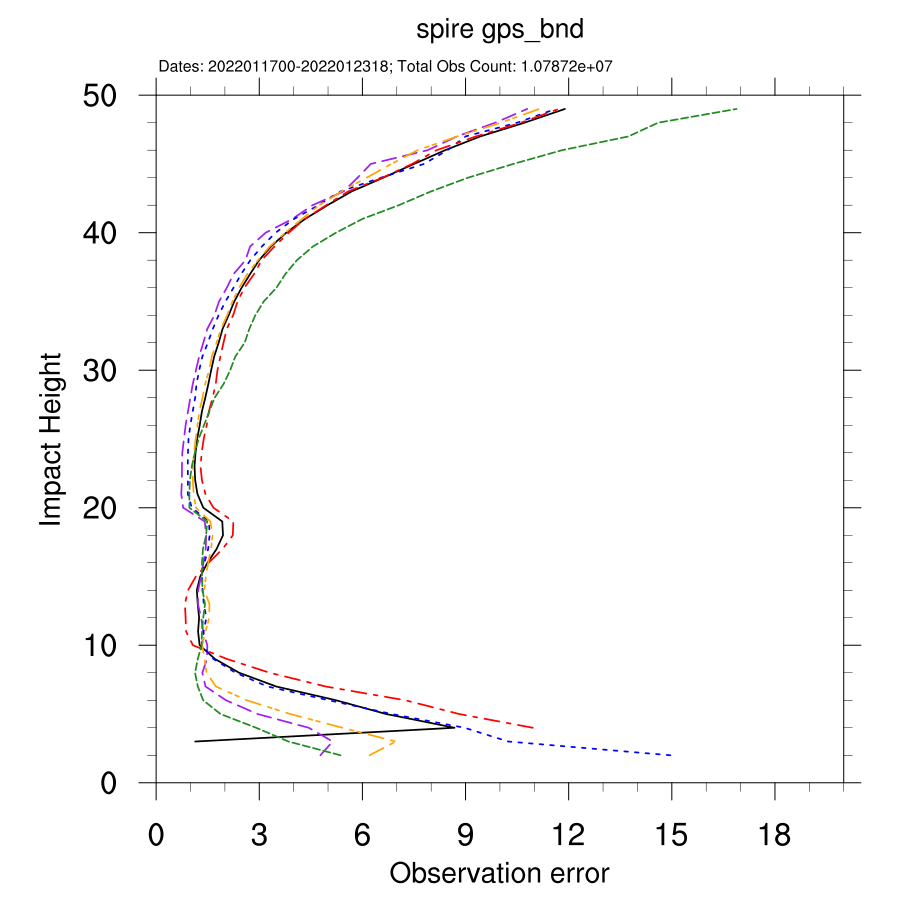 spire gps_bnd
Dates: 2022011700-2022012318; Total Obs Count: 1.07872e+07
50
40
30
20
10
0
Impact Height
0 3 6 9 12 15 18
Observation error